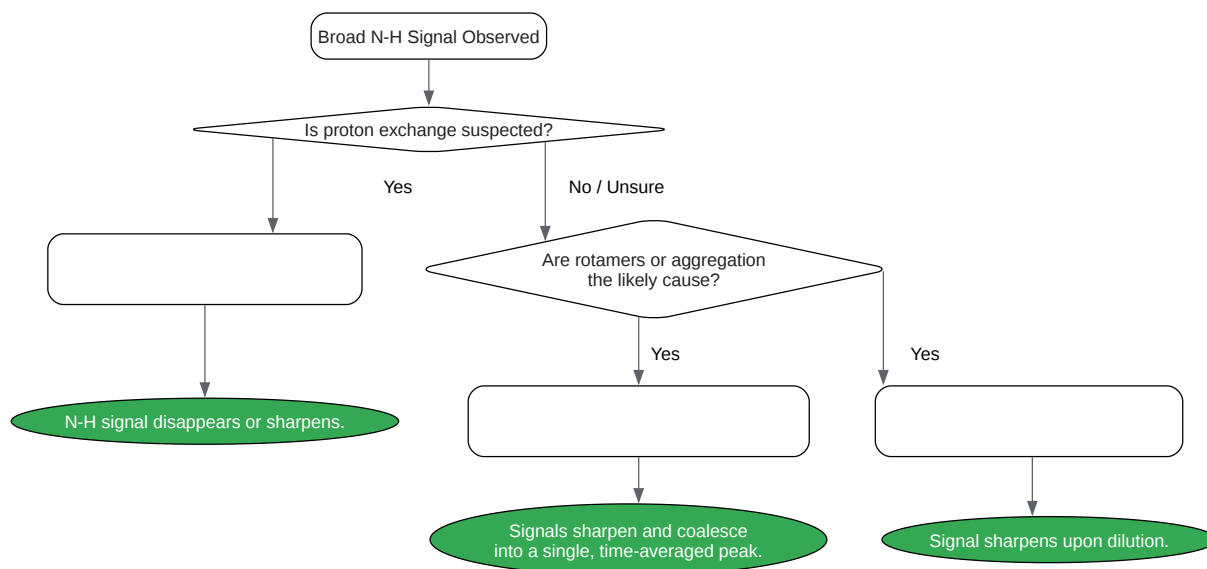 Broad N-H Signal Observed
Is proton exchange suspected?
Yes
No / Unsure
Are rotamers or aggregation
the likely cause?
Yes
Yes
N-H signal disappears or sharpens.
Signals sharpen and coalesce
into a single, time-averaged peak.
Signal sharpens upon dilution.